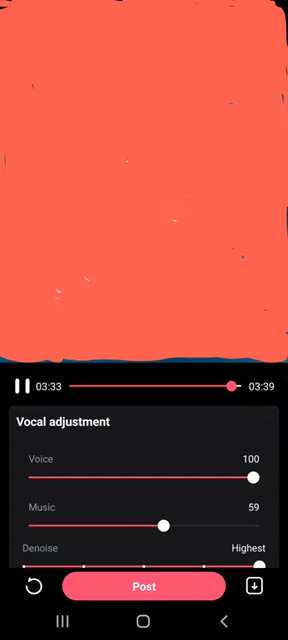 03:33 03:39
Vocal adjustment
Voice 100
Music 59
Denoise Highest
Post